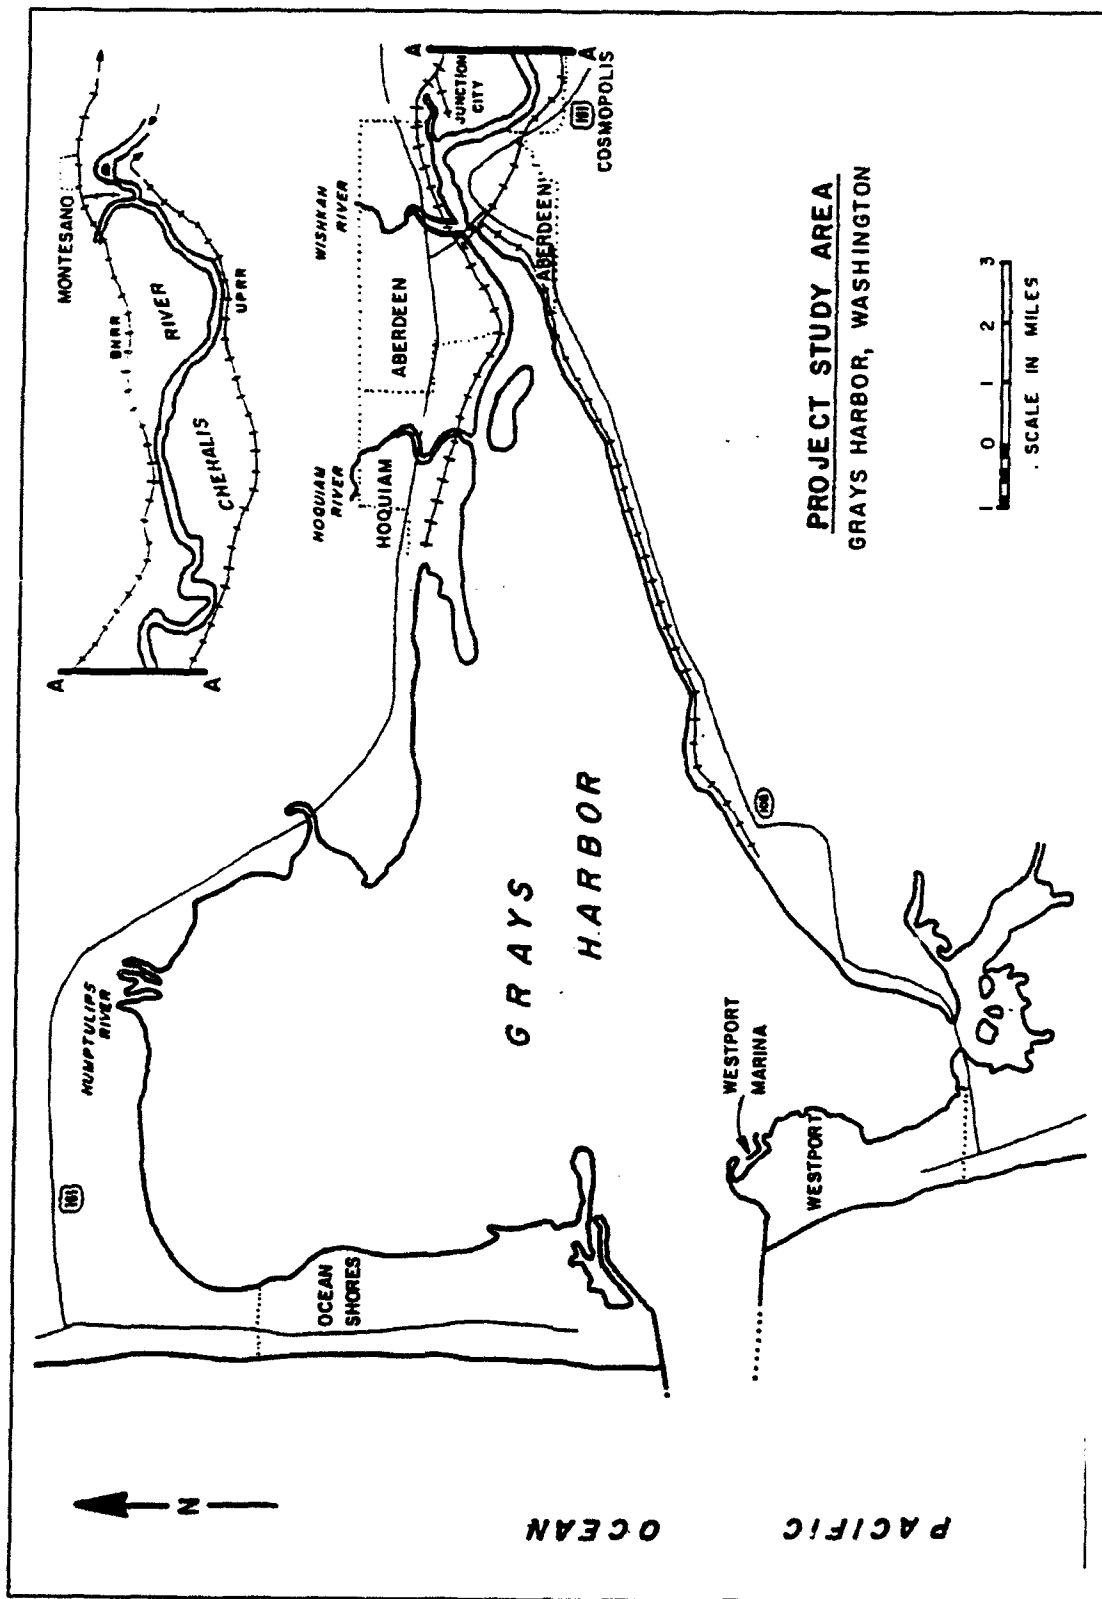 MONTESANO
BNRR
RIVER
CHEHALIS
UPRR
A
A
A
A
JUNCTION
CITY
101
COSMOPOLIS
WISHKAH
RIVER
ABERDEEN
ABERDEEN
HOQUIAM
RIVER
HOQUIAM
HUMPTULIPS
RIVER
101
GRAYS
HARBOR
OCEAN
SHORES
WESTPORT
MARINA
WESTPORT
PACIFIC OCEAN
N
PROJECT STUDY AREA
GRAYS HARBOR, WASHINGTON
1 0 1 2 3
SCALE IN MILES